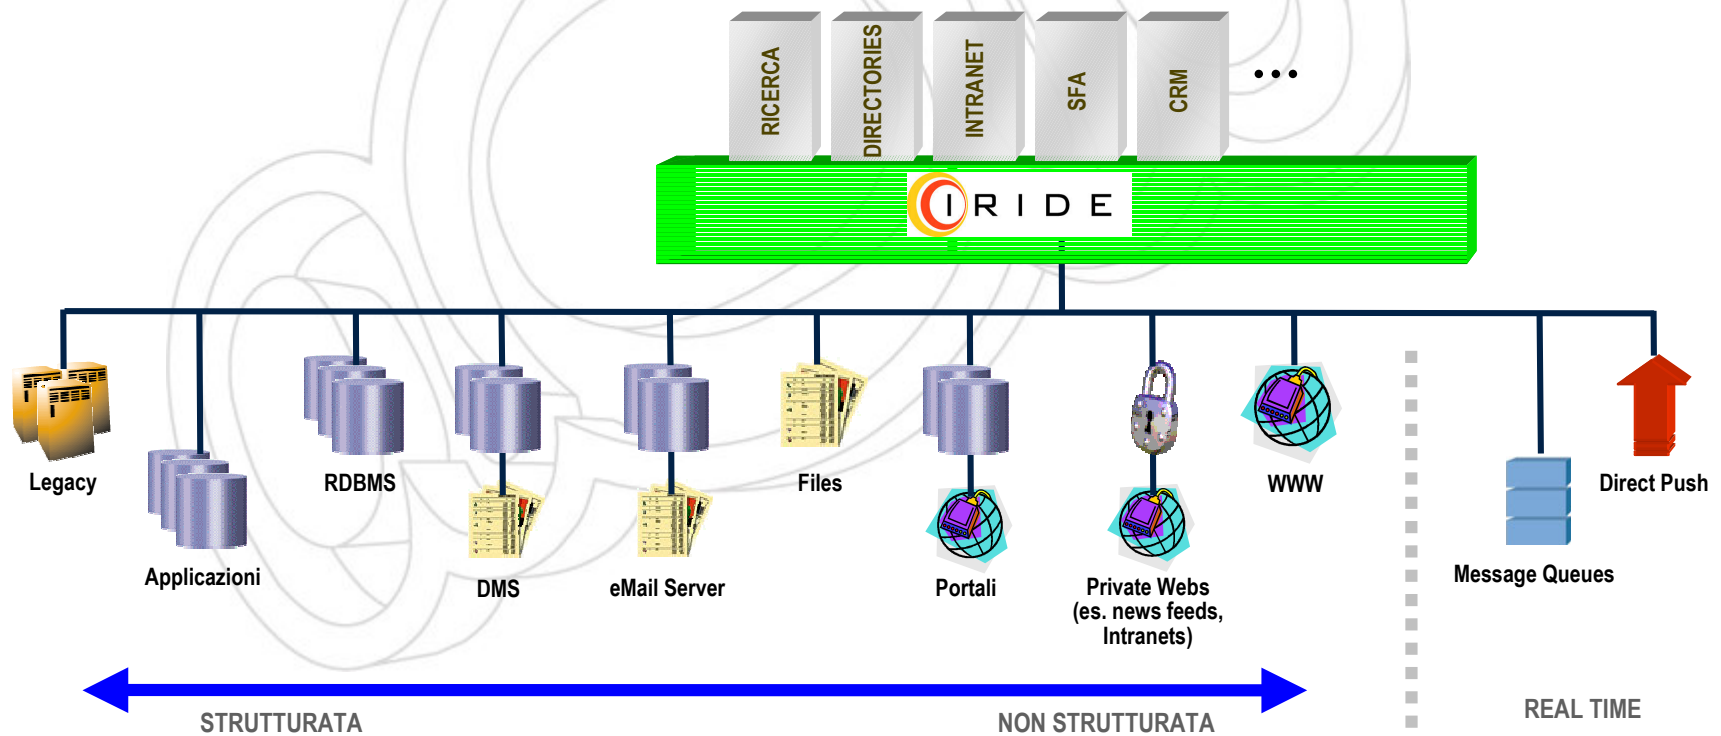 RICERCA
DIRECTORIES
INTRANET
SFA
CRM
...
IRIDE
Legacy
Applicazioni
RDBMS
DMS
eMail Server
Files
Portali
Private Webs
(es. news feeds,
Intranets)
WWW
Message Queues
Direct Push
STRUTTURATA
NON STRUTTURATA
REAL TIME